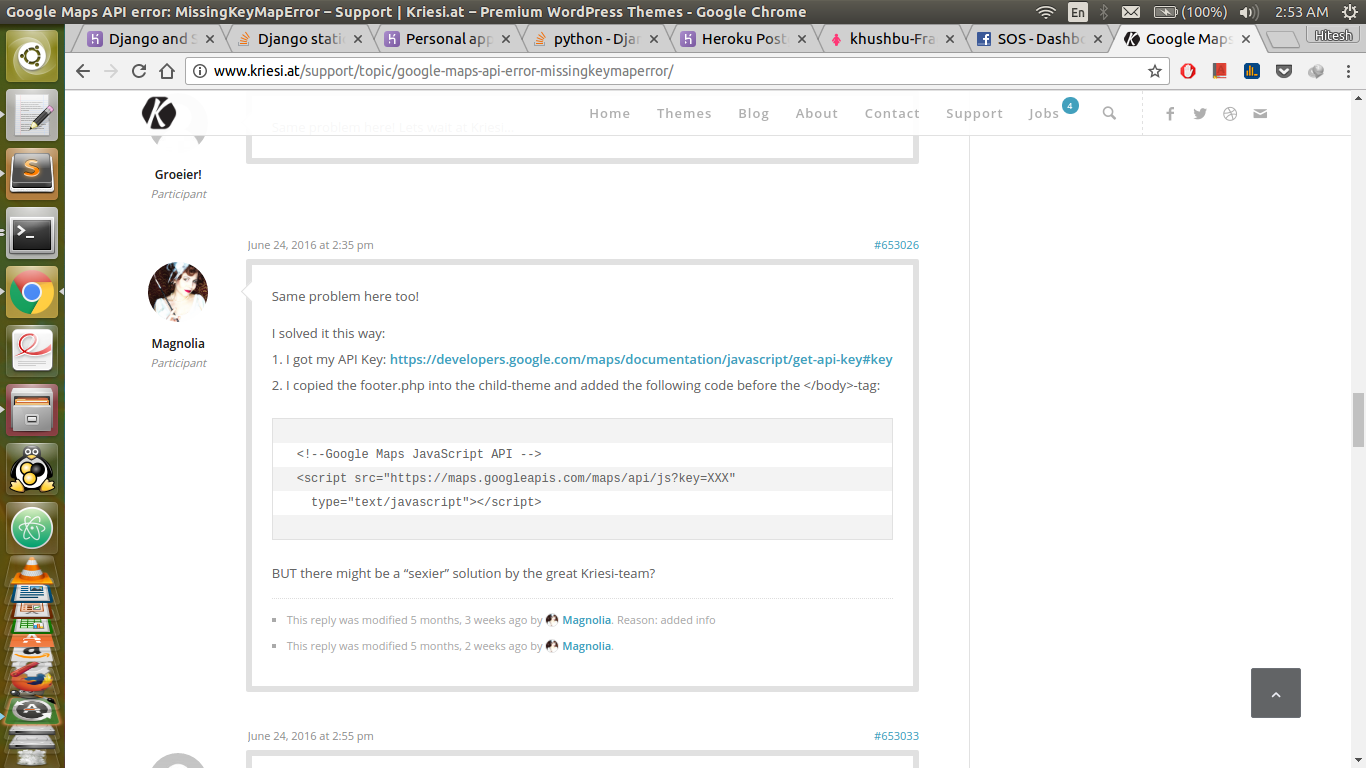 Google Maps API error: MissingKeyMapError – Support | Kriesi.at – Premium WordPress Themes - Google Chrome
En
(100%)
2:53 AM
Hitesh
Django and S
Django stati
Personal app
python - Djan
Heroku Post
khushbu-Fra
SOS - Dashbo
Google Maps
www.kriesi.at/support/topic/google-maps-api-error-missingkeymaperror/
Home
Themes
Blog
About
Contact
Support
Jobs
4
Groeier!
Participant
June 24, 2016 at 2:35 pm
#653026
Magnolia
Participant
Same problem here too!
I solved it this way:
1. I got my API Key: https://developers.google.com/maps/documentation/javascript/get-api-key#key
2. I copied the footer.php into the child-theme and added the following code before the </body>-tag:
<!--Google Maps JavaScript API -->
<script src="https://maps.googleapis.com/maps/api/js?key=XXX"
type="text/javascript"></script>
BUT there might be a “sexier” solution by the great Kriesi-team?
This reply was modified 5 months, 3 weeks ago by Magnolia. Reason: added info
This reply was modified 5 months, 2 weeks ago by Magnolia.
June 24, 2016 at 2:55 pm
#653033